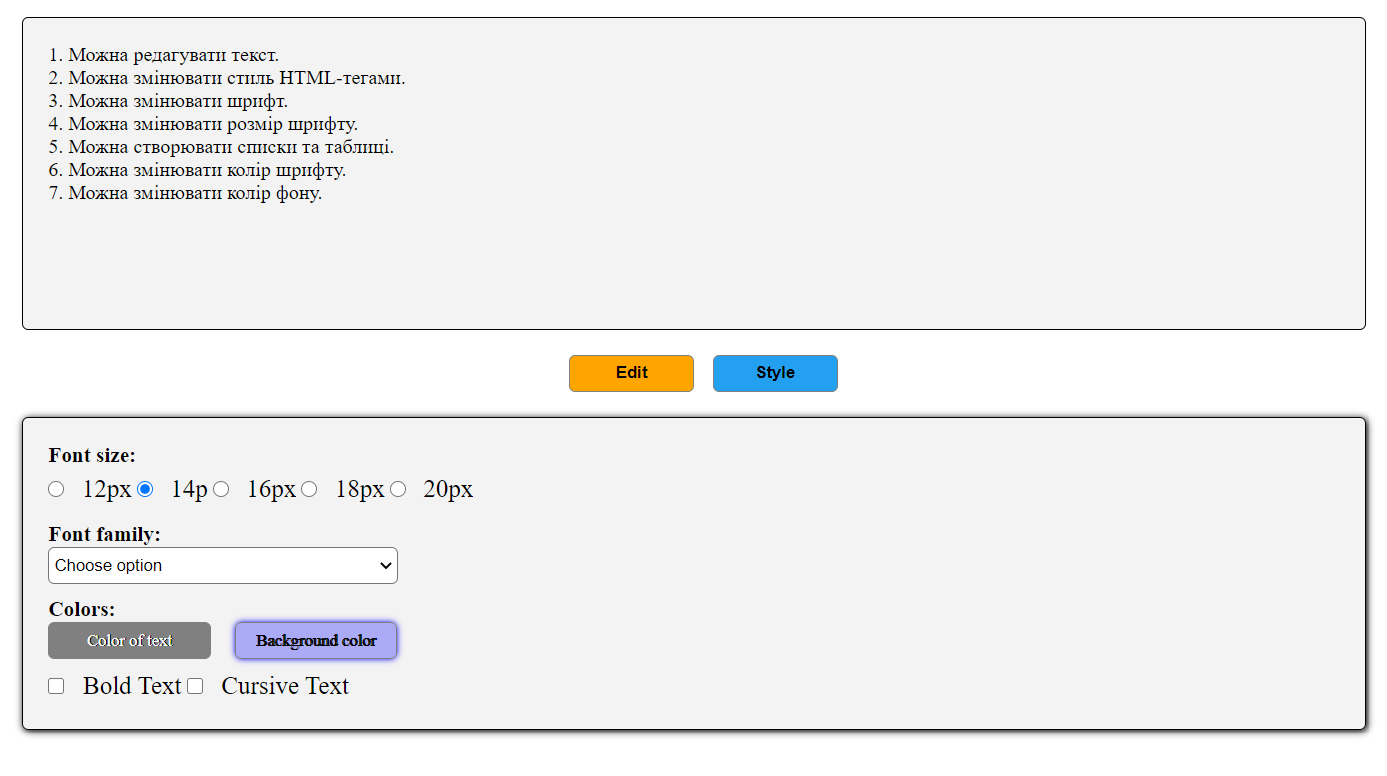 1. Можна редагувати текст.
2. Можна змінювати стиль HTML-тегами.
3. Можна змінювати шрифт.
4. Можна змінювати розмір шрифту.
5. Можна створювати списки та таблиці.
6. Можна змінювати колір шрифту.
7. Можна змінювати колір фону.
Edit Style
Font size:
12px 14p 16px 18px 20px
Font family:
Choose option
Colors:
Color of text Background color
Bold Text Cursive Text